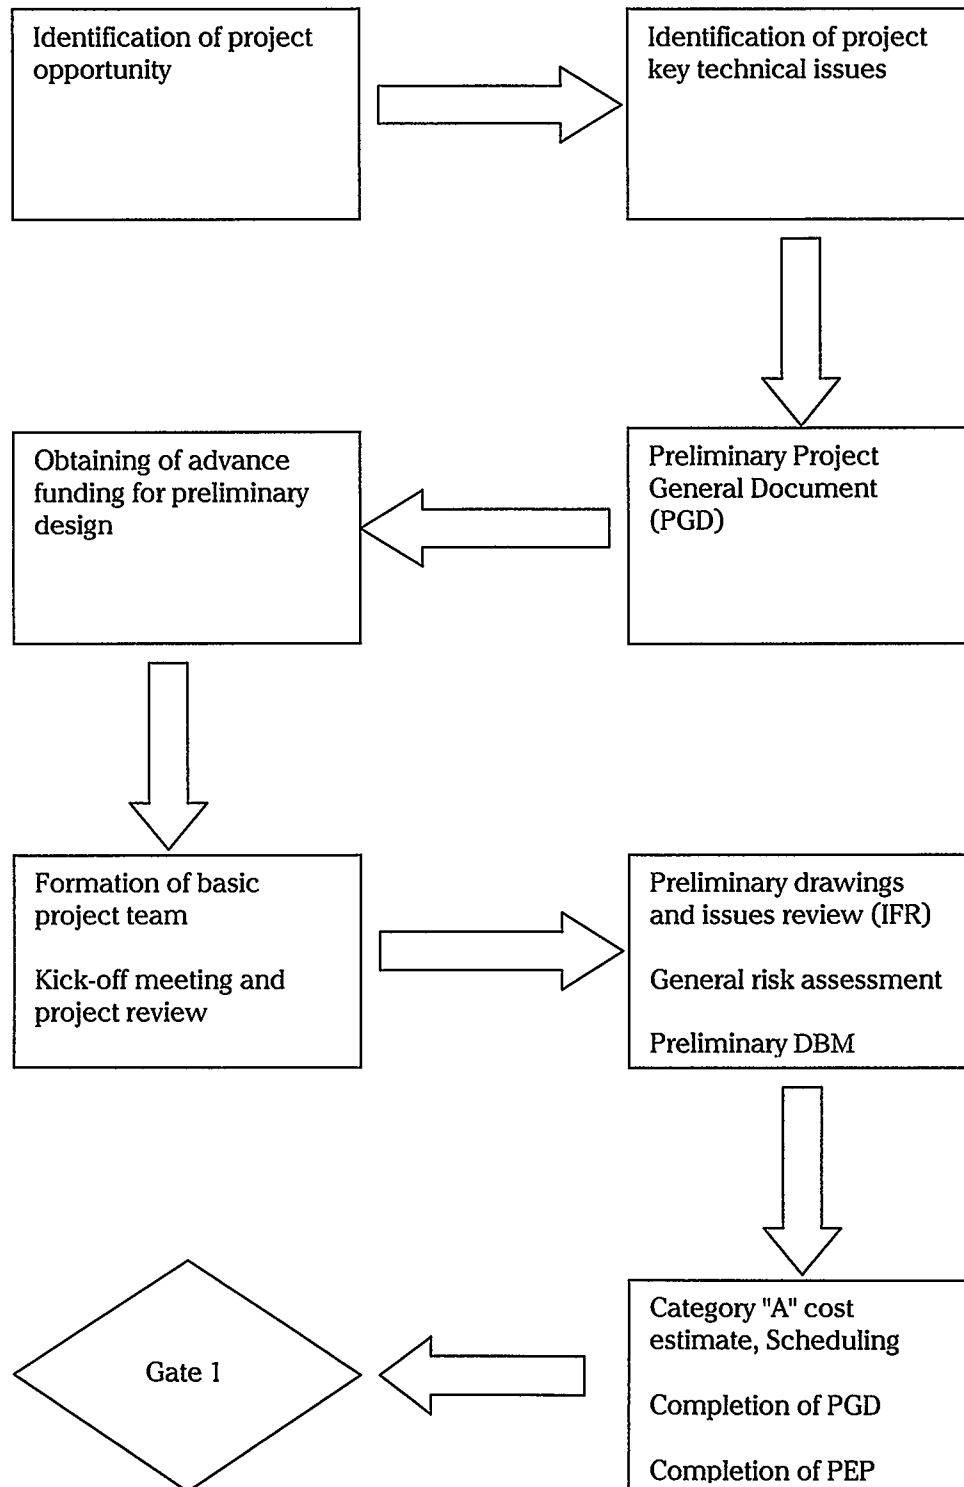 Identification of project
opportunity
Identification of project
key technical issues
Preliminary Project
General Document
(PGD)
Obtaining of advance
funding for preliminary
design
Formation of basic
project team
Kick-off meeting and
project review
Preliminary drawings
and issues review (IFR)
General risk assessment
Preliminary DBM
Category "A" cost
estimate, Scheduling
Completion of PGD
Completion of PEP
Gate 1